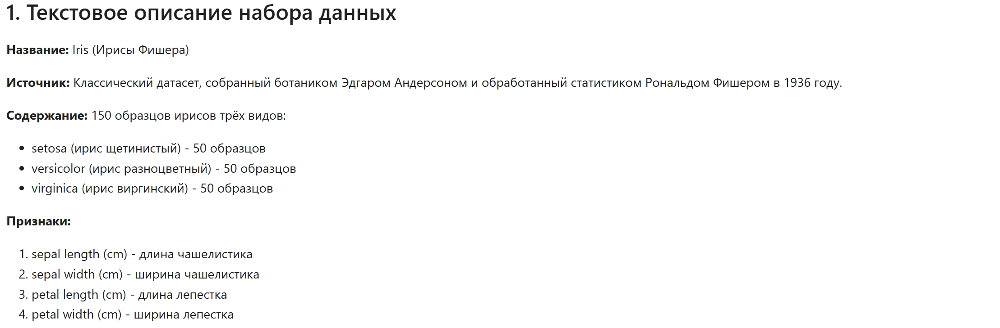 1. Текстовое описание набора данных
Название: Iris (Ирисы Фишера)
Источник: Классический датасет, собранный ботаником Эдгаром Андерсоном и обработанный статистиком Рональдом Фишером в 1936 году.
Содержание: 150 образцов ирисов трёх видов:
• setosa (ирис щетинистый) - 50 образцов
• versicolor (ирис разноцветный) - 50 образцов
• virginica (ирис виргинский) - 50 образцов
Признаки:
1. sepal length (cm) - длина чашелистика
2. sepal width (cm) - ширина чашелистика
3. petal length (cm) - длина лепестка
4. petal width (cm) - ширина лепестка